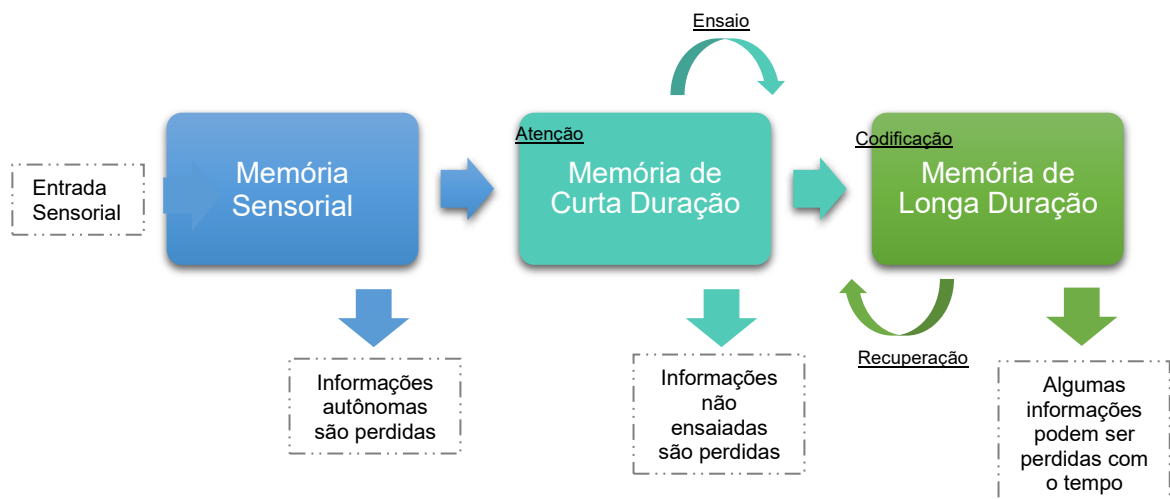 Ensaio
Entrada
Sensorial
Memória
Sensorial
Atenção
Memória de
Curta Duração
Codificação
Memória de
Longa Duração
Recuperação
Informações
autônomas
são perdidas
Informações
não
ensaiadas
são perdidas
Algumas
informações
podem ser
perdidas com
o tempo